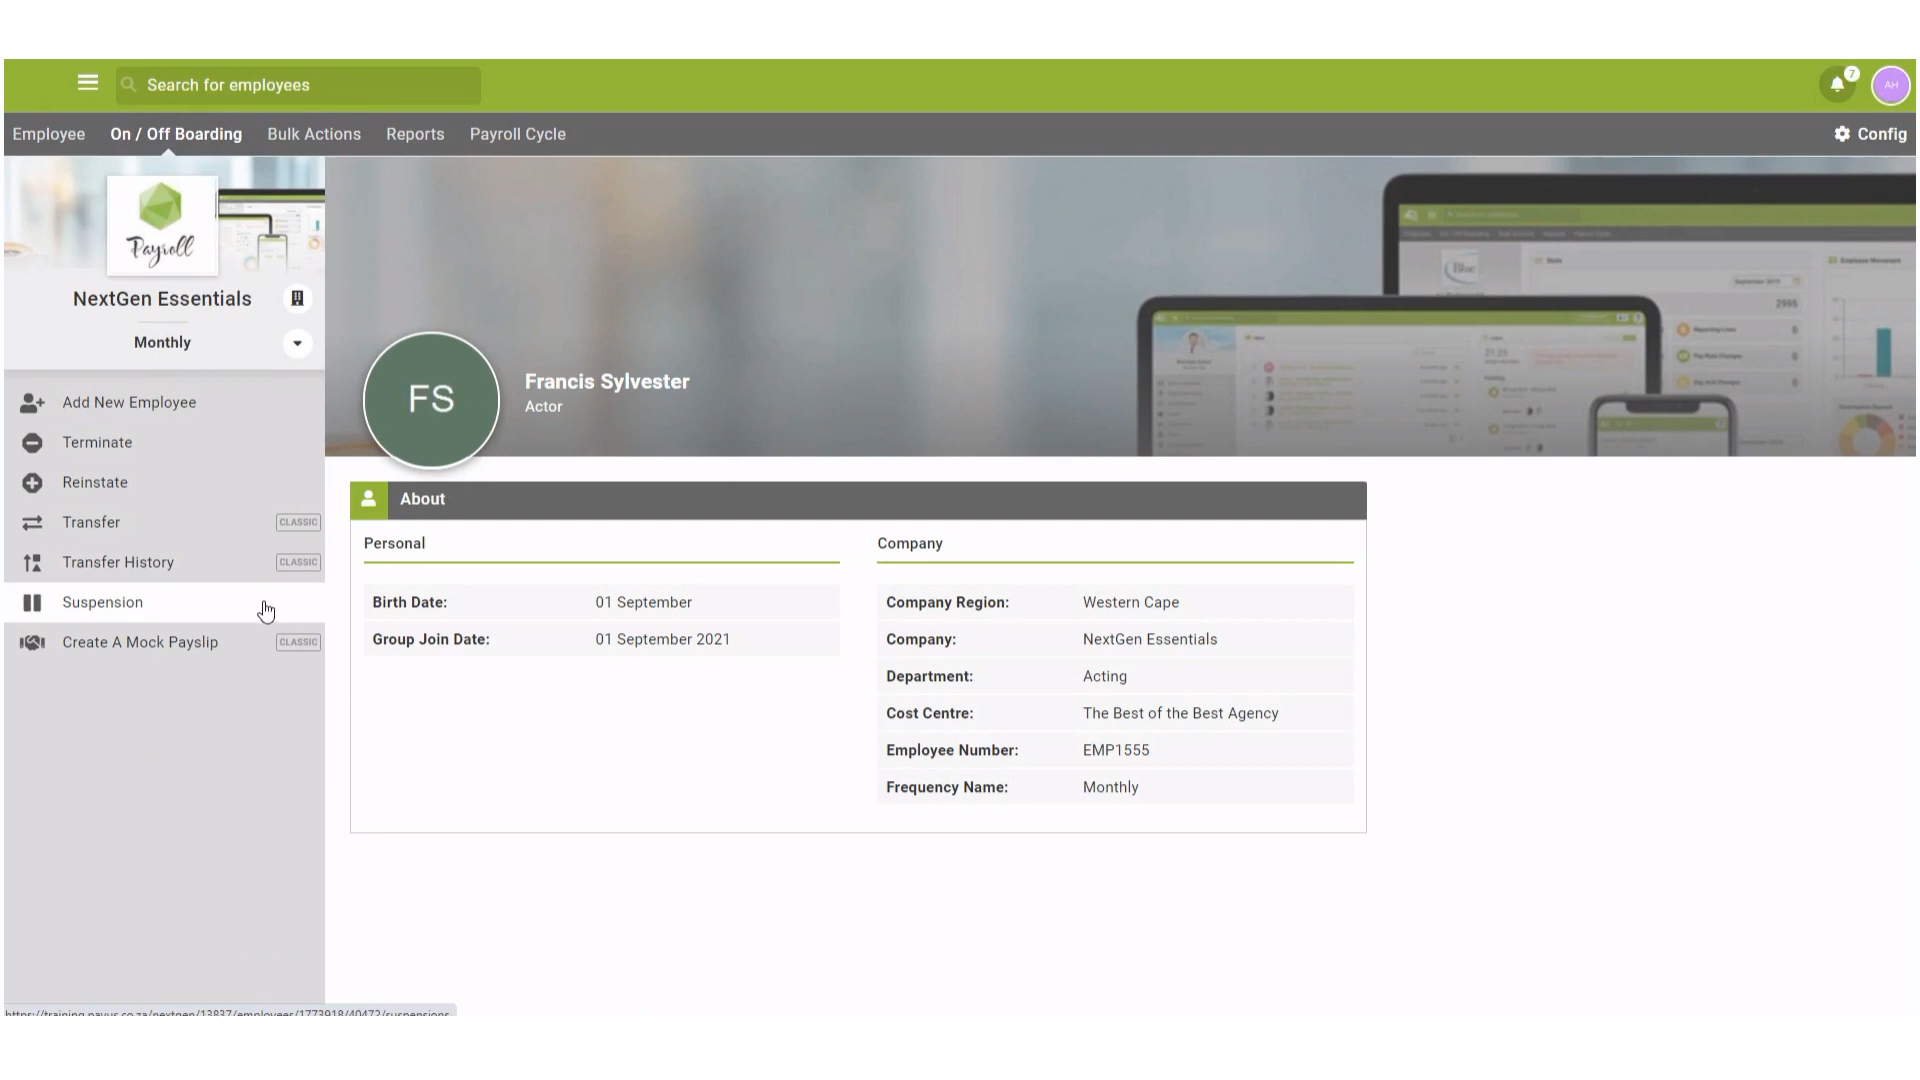 Search for employees
7
AH
Employee
On / Off Boarding
Bulk Actions
Reports
Payroll Cycle
Config
Payroll
NextGen Essentials
Monthly
Add New Employee
Terminate
Reinstate
Transfer CLASSIC
Transfer History CLASSIC
Suspension
Create A Mock Payslip CLASSIC
FS
Francis Sylvester
Actor
2995
About
Personal
Birth Date: 01 September
Group Join Date: 01 September 2021
Company
Company Region: Western Cape
Company: NextGen Essentials
Department: Acting
Cost Centre: The Best of the Best Agency
Employee Number: EMP1555
Frequency Name: Monthly